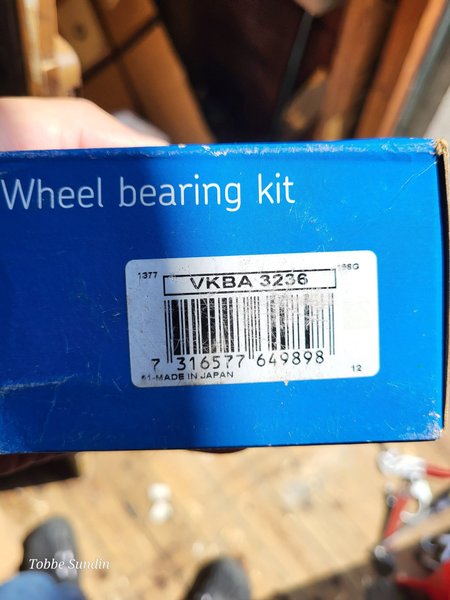 Wheel bearing kit
1377
VKBA 3236
7 316577 649898
61-MADE IN JAPAN
12
Tobbe Sundin